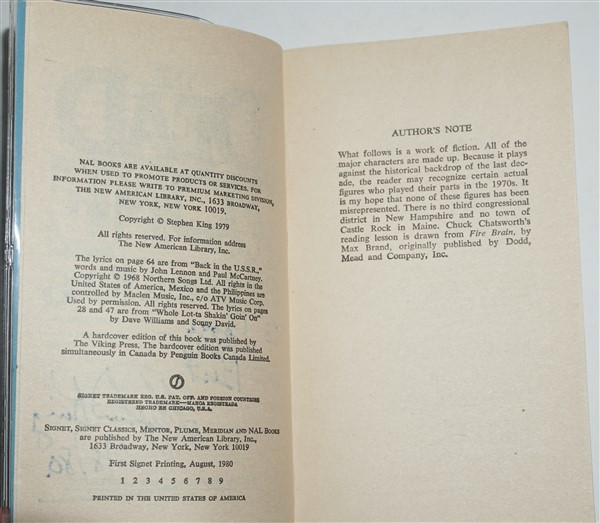 NAL BOOKS ARE AVAILABLE AT QUANTITY DISCOUNTS
WHEN USED TO PROMOTE PRODUCTS OR SERVICES. FOR
INFORMATION PLEASE WRITE TO PREMIUM MARKETING DIVISION,
THE NEW AMERICAN LIBRARY, INC., 1633 BROADWAY,
NEW YORK, NEW YORK 10019.
Copyright © Stephen King 1979
All rights reserved. For information address
The New American Library, Inc.
The lyrics on page 64 are from "Back in the U.S.S.R.,"
words and music by John Lennon and Paul McCartney.
Copyright © 1968 Northern Songs Ltd. All rights in the
United States of America, Mexico and the Philippines are
controlled by Maclen Music, Inc., c/o ATV Music Corp.
Used by permission. All rights reserved. The lyrics on pages
28 and 47 are from "Whole Lot-ta Shakin' Goin' On"
by Dave Williams and Sonny David.
A hardcover edition of this book was published by
The Viking Press. The hardcover edition was published
simultaneously in Canada by Penguin Books Canada Limited.
SIGNET TRADEMARK REG. U.S. PAT. OFF. AND FOREIGN COUNTRIES
REGISTERED TRADEMARK—MARCA REGISTRADA
HECHO EN CHICAGO, U.S.A.
SIGNET, SIGNET CLASSICS, MENTOR, PLUME, MERIDIAN AND NAL BOOKS
are published by The New American Library, Inc.,
1633 Broadway, New York, New York 10019
First Signet Printing, August, 1980
1 2 3 4 5 6 7 8 9
PRINTED IN THE UNITED STATES OF AMERICA
AUTHOR'S NOTE
What follows is a work of fiction. All of the
major characters are made up. Because it plays
against the historical backdrop of the last dec-
ade, the reader may recognize certain actual
figures who played their parts in the 1970s. It
is my hope that none of these figures has been
misrepresented. There is no third congressional
district in New Hampshire and no town of
Castle Rock in Maine. Chuck Chatsworth's
reading lesson is drawn from Fire Brain, by
Max Brand, originally published by Dodd,
Mead and Company, Inc.